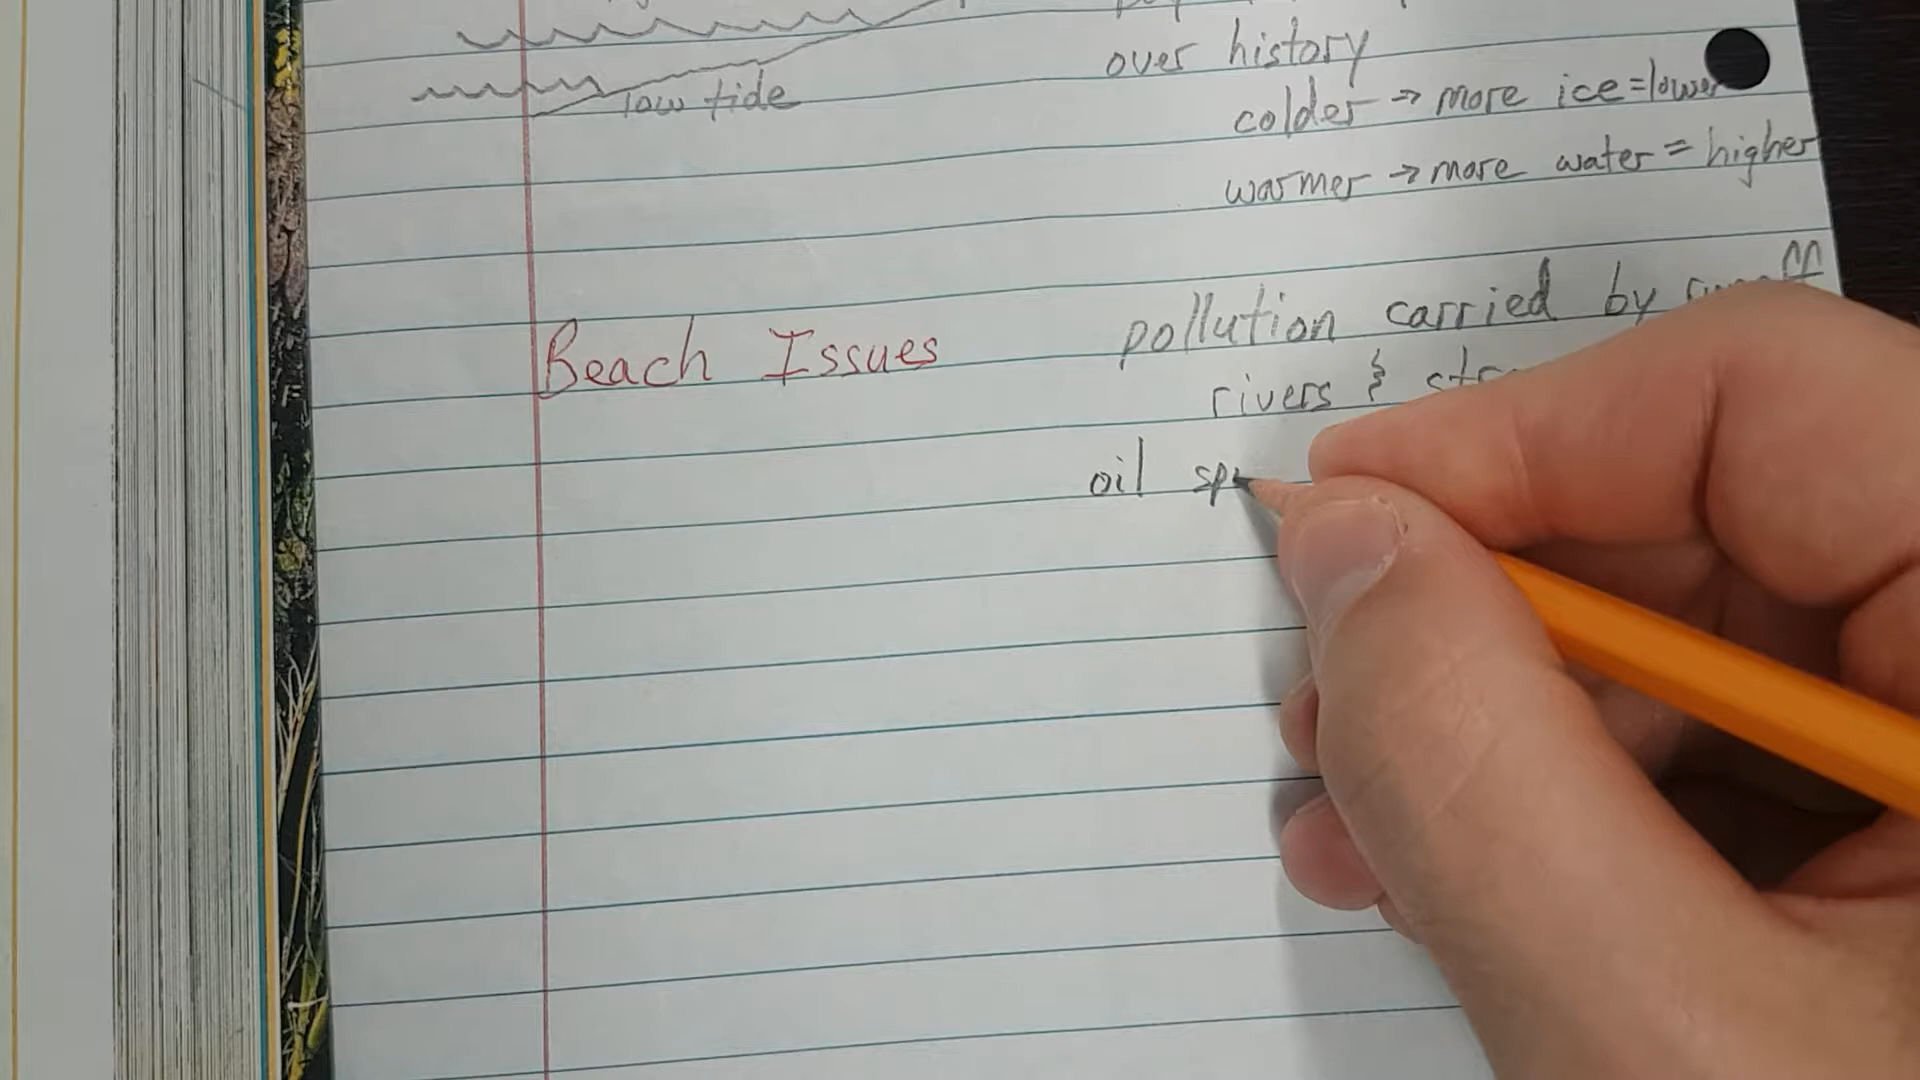 over history
low tide
colder → more ice = lower
warmer → more water = higher
Beach Issues
pollution carried by runoff
rivers &
oil